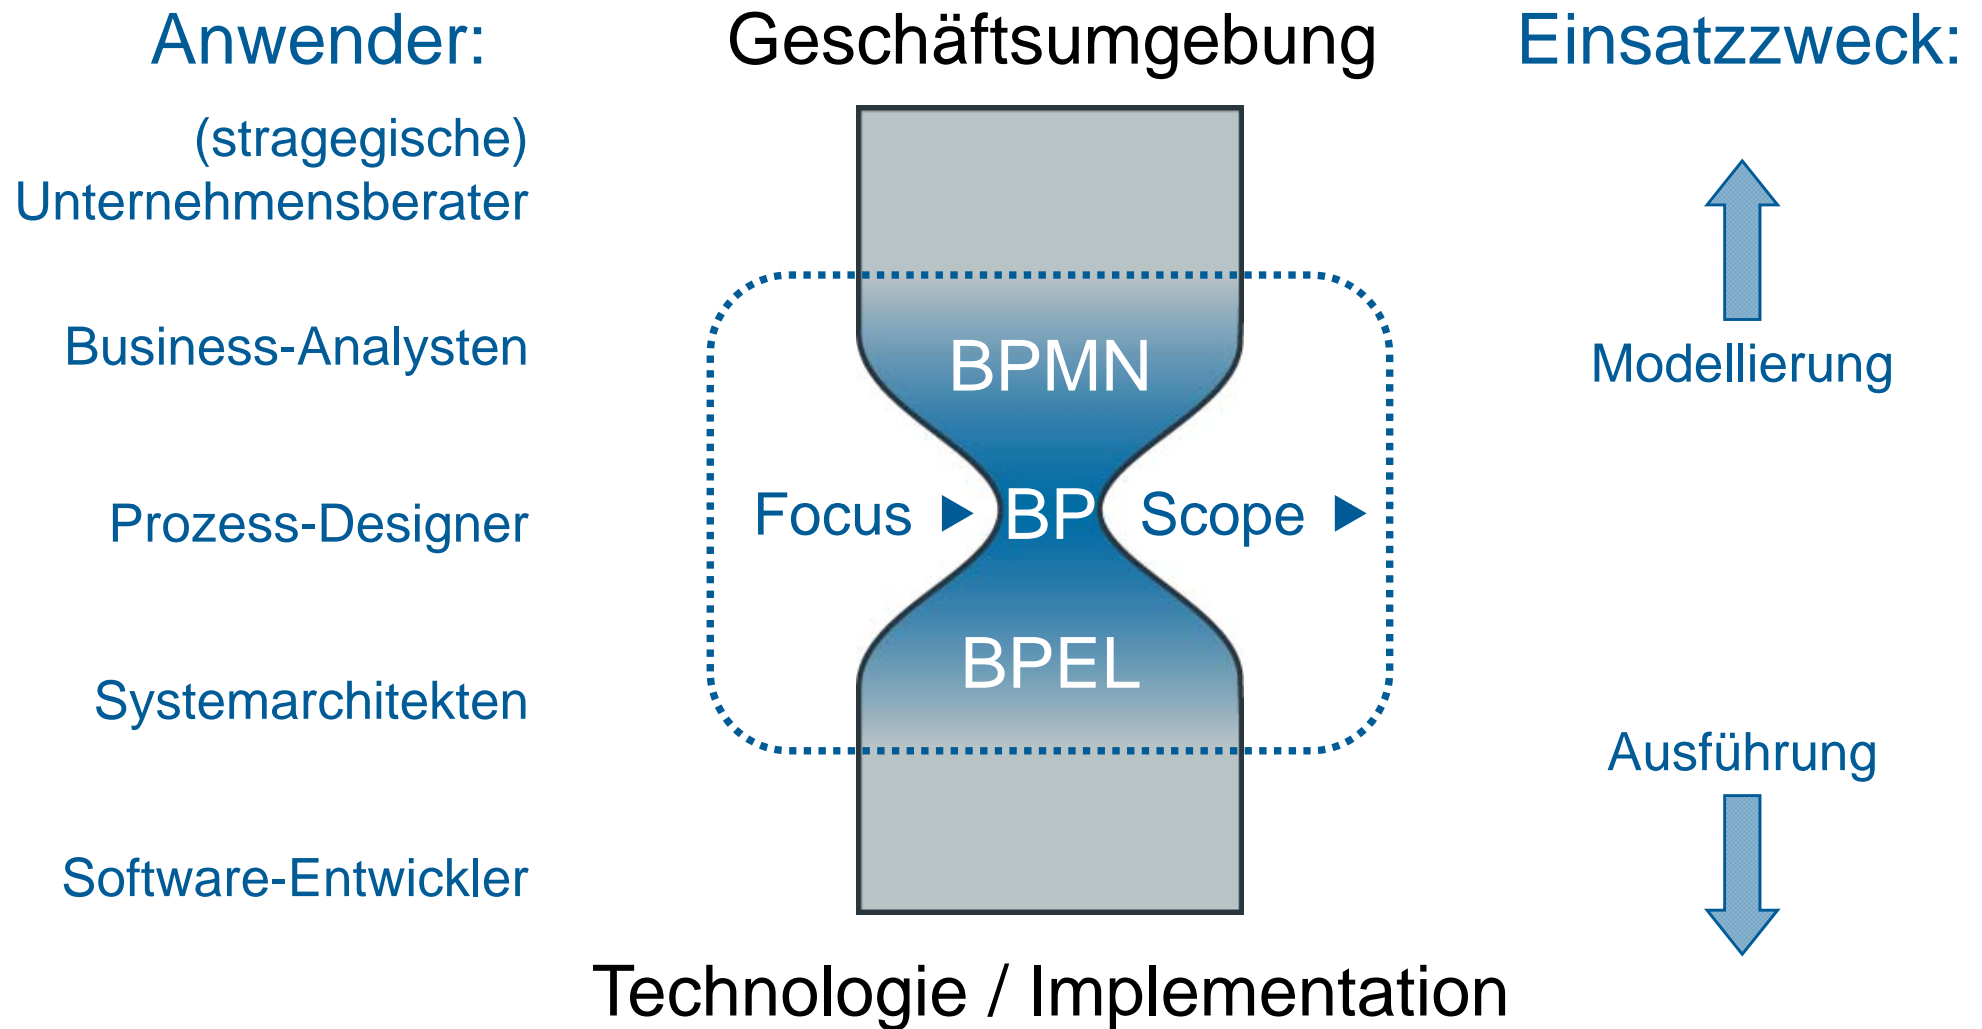 Anwender:
Geschäftsumgebung
Einsatzzweck:
(stragegische)
Unternehmensberater
Business-Analysten
BPMN
Modellierung
Prozess-Designer
Focus
BP
Scope
BPEL
Systemarchitekten
Ausführung
Software-Entwickler
Technologie / Implementation